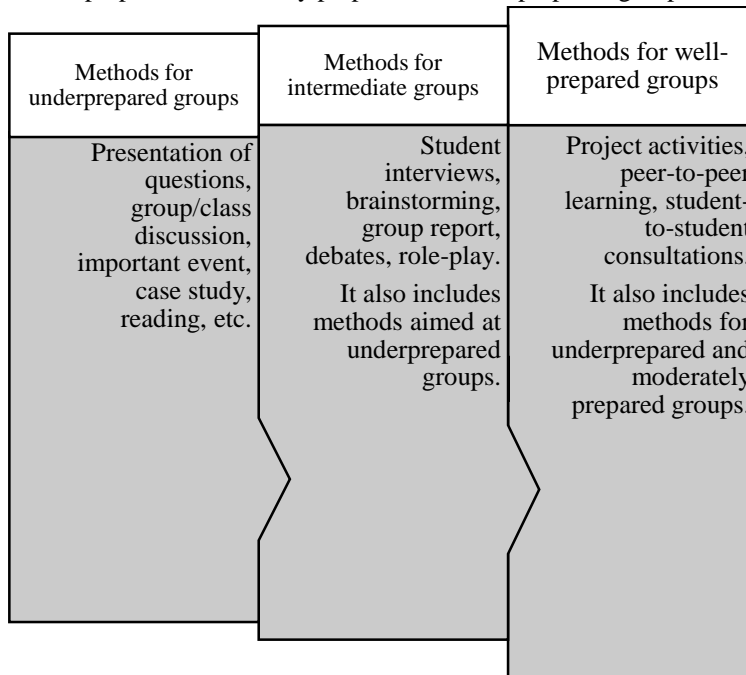 Methods for
underprepared groups
Presentation of
questions,
group/class
discussion,
important event,
case study,
reading, etc.
Methods for
intermediate groups
Student
interviews,
brainstorming,
group report,
debates, role-play.
It also includes
methods aimed at
underprepared
groups.
Methods for well-
prepared groups
Project activities,
peer-to-peer
learning, student-
to-student
consultations.
It also includes
methods for
underprepared and
moderately
prepared groups.